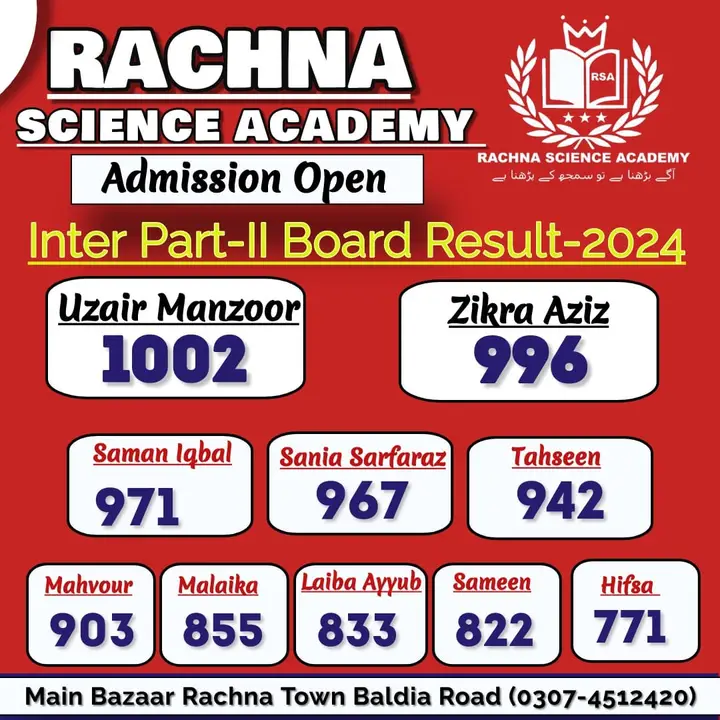 RACHNA
SCIENCE ACADEMY
RSA
RACHNA SCIENCE ACADEMY
آگے بڑھنا ہے تو سمجھ کے پڑھنا ہے
Admission Open
Inter Part-II Board Result-2024
Uzair Manzoor
1002
Zikra Aziz
996
Saman Iqbal
971
Sania Sarfaraz
967
Tahseen
942
Mahvour
903
Malaika
855
Laiba Ayyub
833
Sameen
822
Hifsa
771
Main Bazaar Rachna Town Baldia Road (0307-4512420)